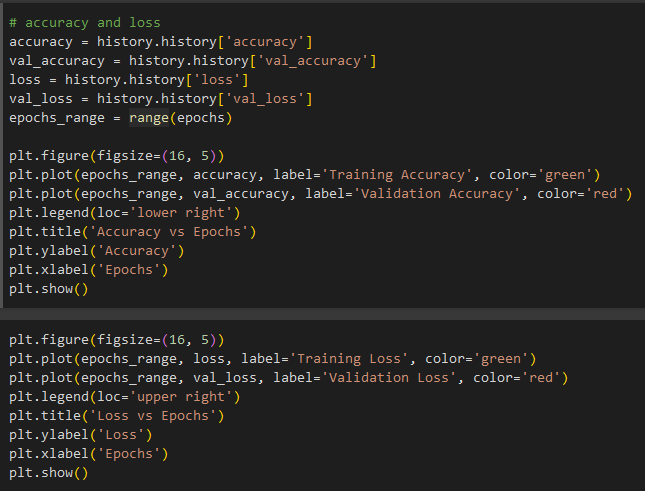 # accuracy and loss
accuracy = history.history['accuracy']
val_accuracy = history.history['val_accuracy']
loss = history.history['loss']
val_loss = history.history['val_loss']
epochs_range = range(epochs)
plt.figure(figsize=(16, 5))
plt.plot(epochs_range, accuracy, label='Training Accuracy', color='green')
plt.plot(epochs_range, val_accuracy, label='Validation Accuracy', color='red')
plt.legend(loc='lower right')
plt.title('Accuracy vs Epochs')
plt.ylabel('Accuracy')
plt.xlabel('Epochs')
plt.show()
plt.figure(figsize=(16, 5))
plt.plot(epochs_range, loss, label='Training Loss', color='green')
plt.plot(epochs_range, val_loss, label='Validation Loss', color='red')
plt.legend(loc='upper right')
plt.title('Loss vs Epochs')
plt.ylabel('Loss')
plt.xlabel('Epochs')
plt.show()